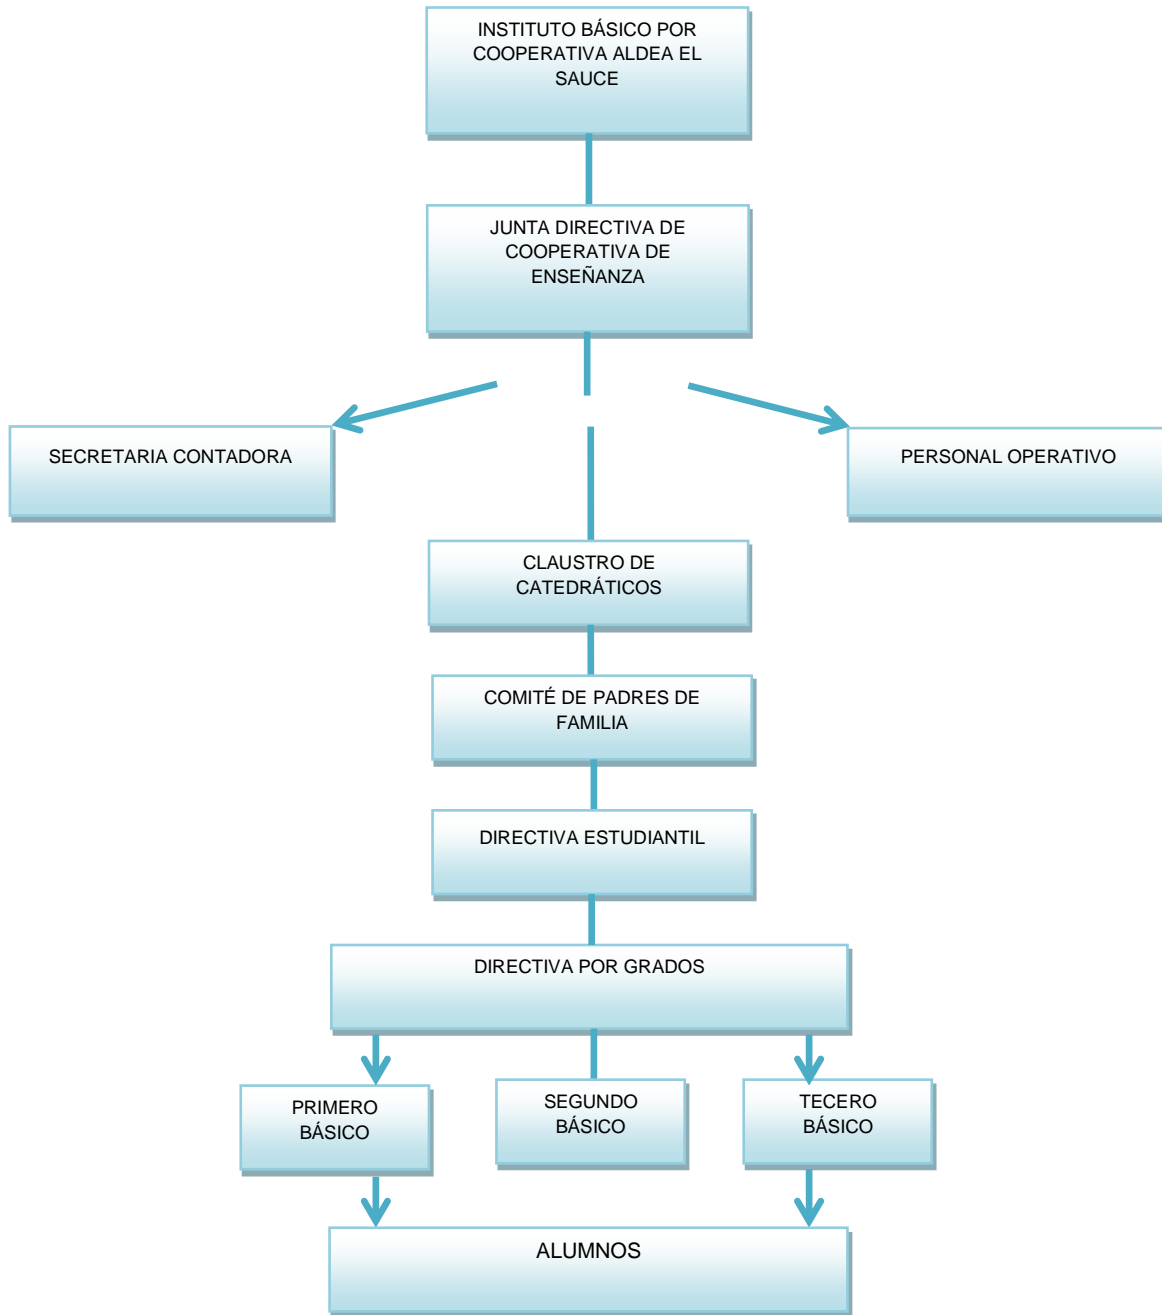 INSTITUTO BÁSICO POR
COOPERATIVA ALDEA EL
SAUCE
JUNTA DIRECTIVA DE
COOPERATIVA DE
ENSEÑANZA
SECRETARIA CONTADORA
PERSONAL OPERATIVO
CLAUSTRO DE
CATEDRÁTICOS
COMITÉ DE PADRES DE
FAMILIA
DIRECTIVA ESTUDIANTIL
DIRECTIVA POR GRADOS
PRIMERO
BÁSICO
SEGUNDO
BÁSICO
TECERO
BÁSICO
ALUMNOS